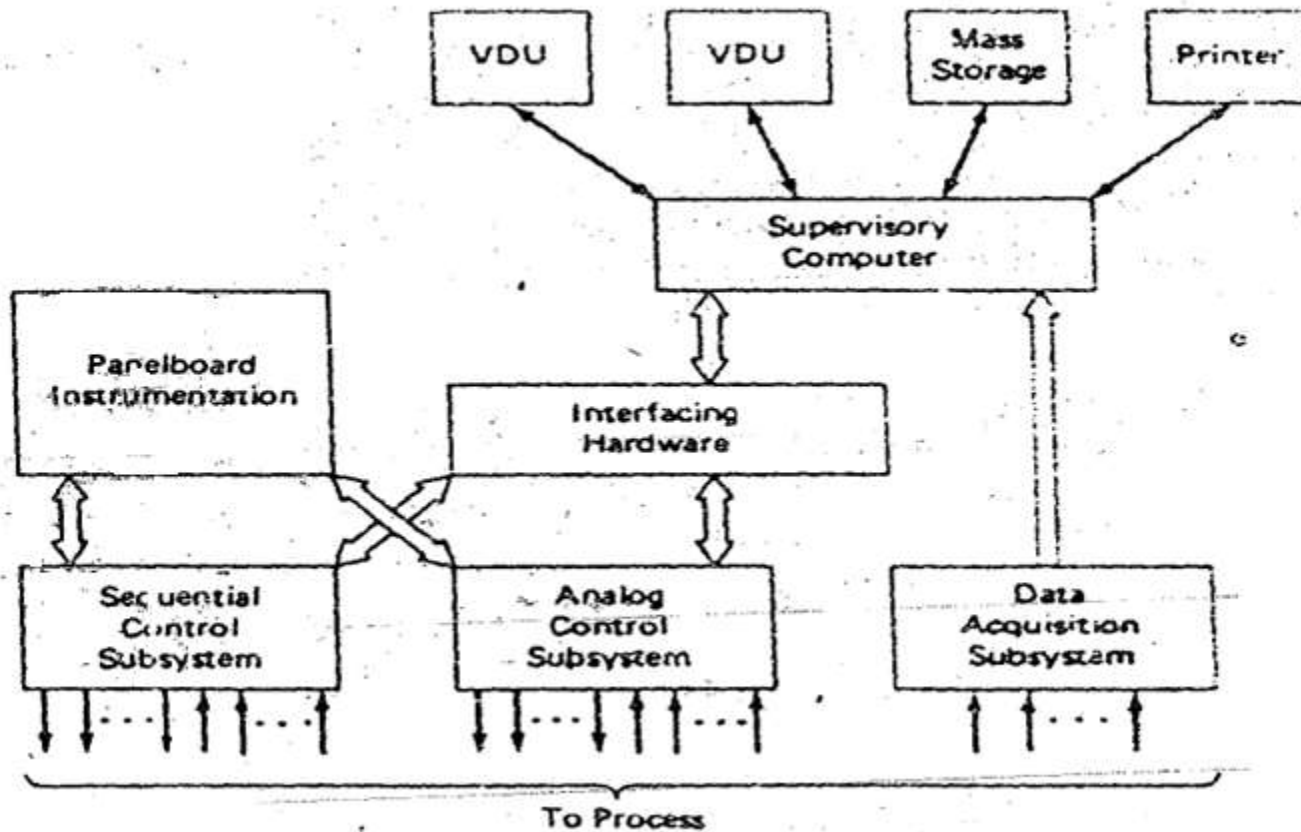 VDU
VDU
Mass
Storage
Printer
Supervisory
Computer
Panelboard
Instrumentation
Interfacing
Hardware
Sequential
Control
Subsystem
Analog
Control
Subsystem
Data
Acquisition
Subsystem
To Process